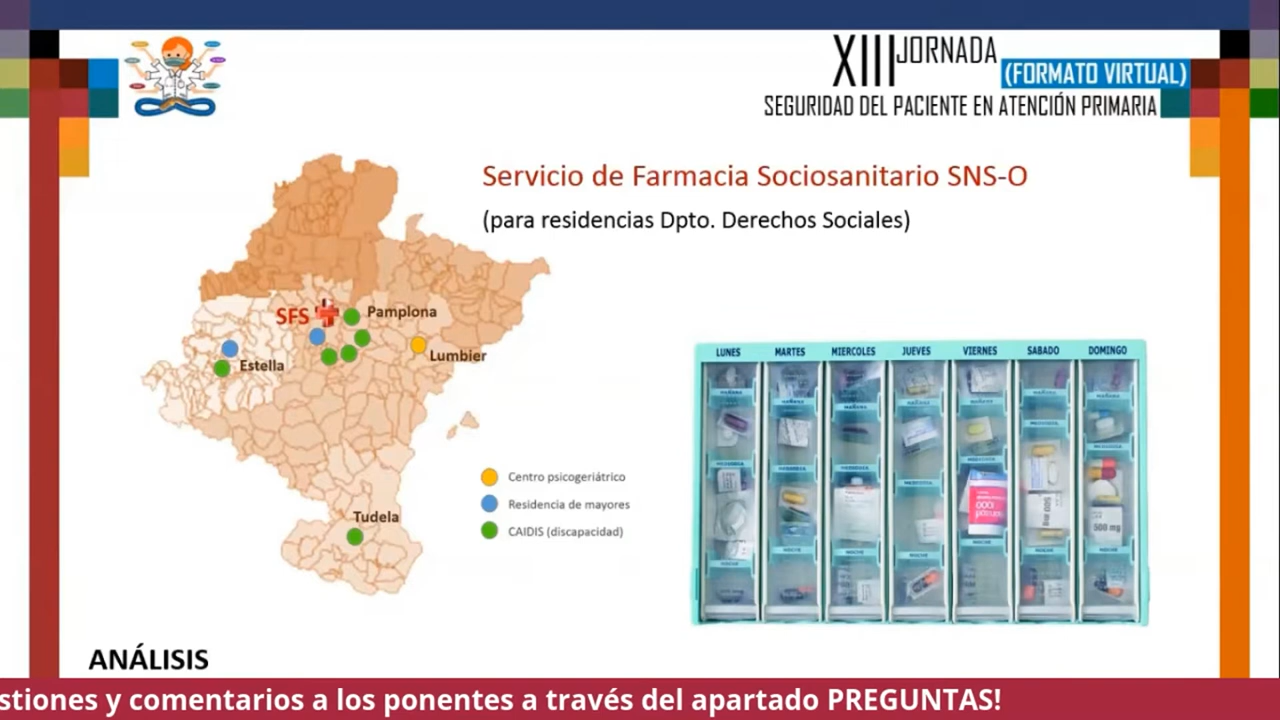 XIII JORNADA
(FORMATO VIRTUAL)
SEGURIDAD DEL PACIENTE EN ATENCIÓN PRIMARIA
Servicio de Farmacia Sociosanitario SNS-O
(para residencias Dpto. Derechos Sociales)
SFS
Pamplona
Estella
Lumbier
Tudela
Centro psicogeriátrico
Residencia de mayores
CAIDIS (discapacidad)
LUNES MARTES MIERCOLES JUEVES VIERNES SABADO DOMINGO
500 mg
ANÁLISIS
stiones y comentarios a los ponentes a través del apartado PREGUNTAS!